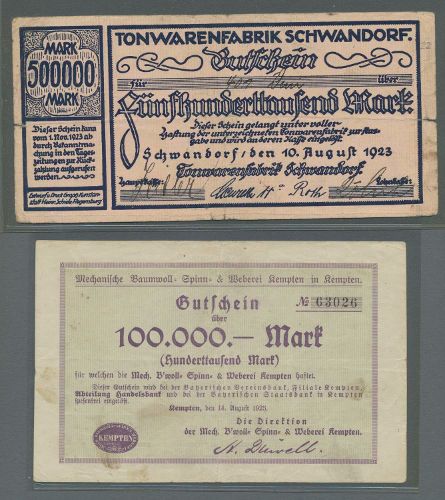 TONWARENFABRIK SCHWANDORF.
MARK
500000
MARK
Gutschein
für über
Fünfhunderttausend Mark
Dieser Schein kann
vom 1. Nov. 1923 ab
durch Bekanntma-
chung in den Tages-
zeitungen zur Rück-
zahlung aufgerufen
werden.
Dieser Schein gelangt unter voller
Haftung der unterzeichneten Tonwarenfabrik zur Aus-
gabe und wird an deren Kasse eingelöst.
Schwandorf, den 10. August 1923
Tonwarenfabrik Schwandorf.
Mechanische Baumwoll- Spinn- & Weberei Kempten in Kempten.
Gutschein № 63026
über
100.000.— Mark
(Hunderttausend Mark)
für welchen die Mech. B'woll- Spinn- & Weberei Kempten haftet.
Dieser Gutschein wird bei der Bayerischen Vereinsbank, Filiale Kempten,
Abteilung Handelsbank und bei der Bayerischen Staatsbank in Kempten
spesenfrei eingelöst.
Kempten, den 14. August 1923.
Die Direktion
der Mech. B'woll- Spinn- & Weberei Kempten.
KEMPTEN